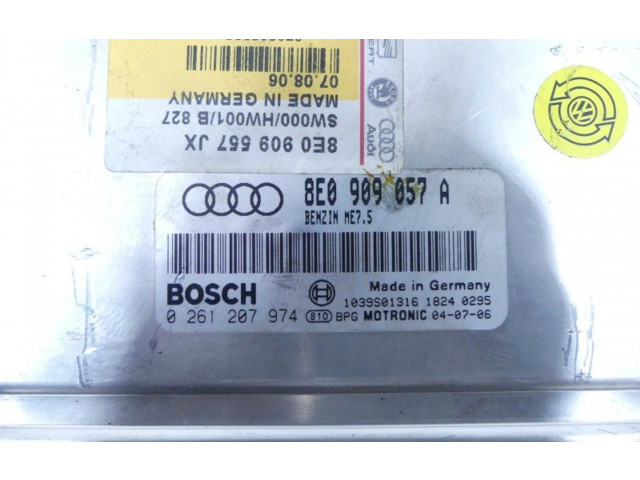 07.08.06
MADE IN GERMANY
SW000/HW001/B 827
8E0 909 557 JX
Audi
8E0 909 057 A
BENZIN ME7.5
BOSCH
Made in Germany
1039S01316 1824 0295
0 261 207 974 810 BPG MOTRONIC 04-07-06